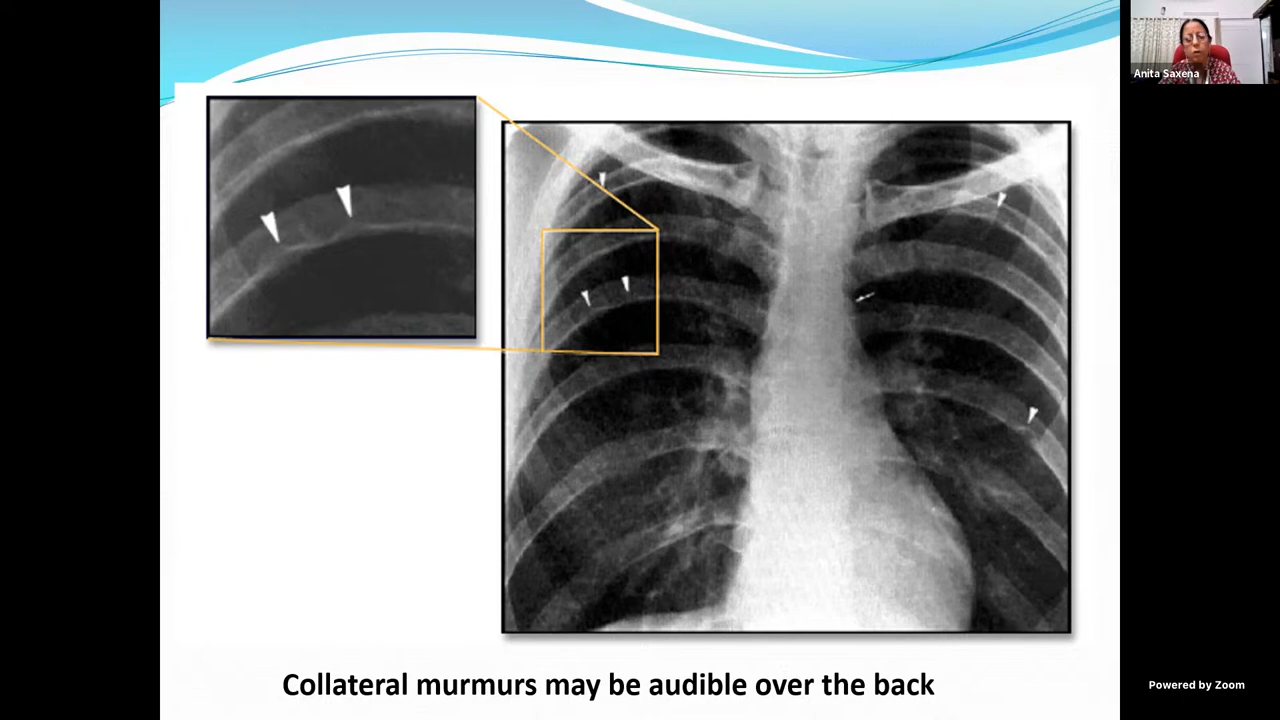 Anita Saxena
Collateral murmurs may be audible over the back
Powered by Zoom